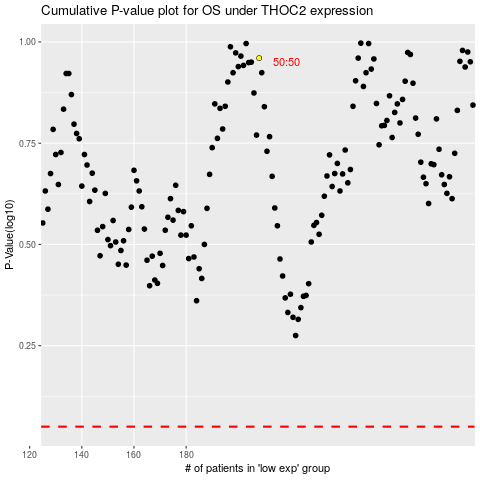 Cumulative P-value plot for OS under THOC2 expression
P-Value(log10)
1.00
0.75
0.50
0.25
50:50
120 140 160 180
# of patients in 'low exp' group